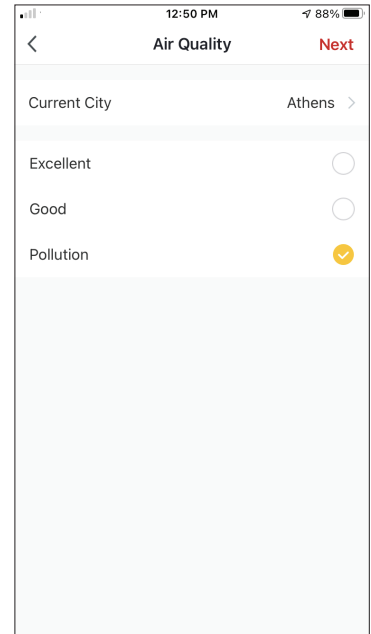 12:50 PM 88%
Air Quality Next
Current City Athens
Excellent
Good
Pollution